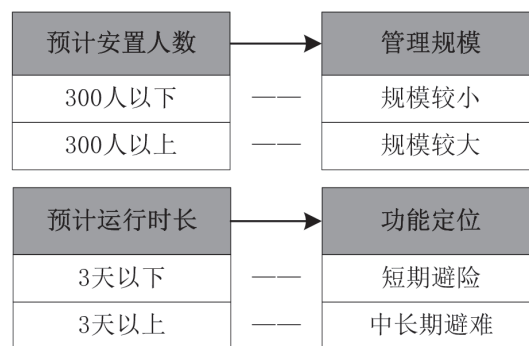 预计安置人数 管理规模
300人以下 —— 规模较小
300人以上 —— 规模较大
预计运行时长 功能定位
3天以下 —— 短期避险
3天以上 —— 中长期避难